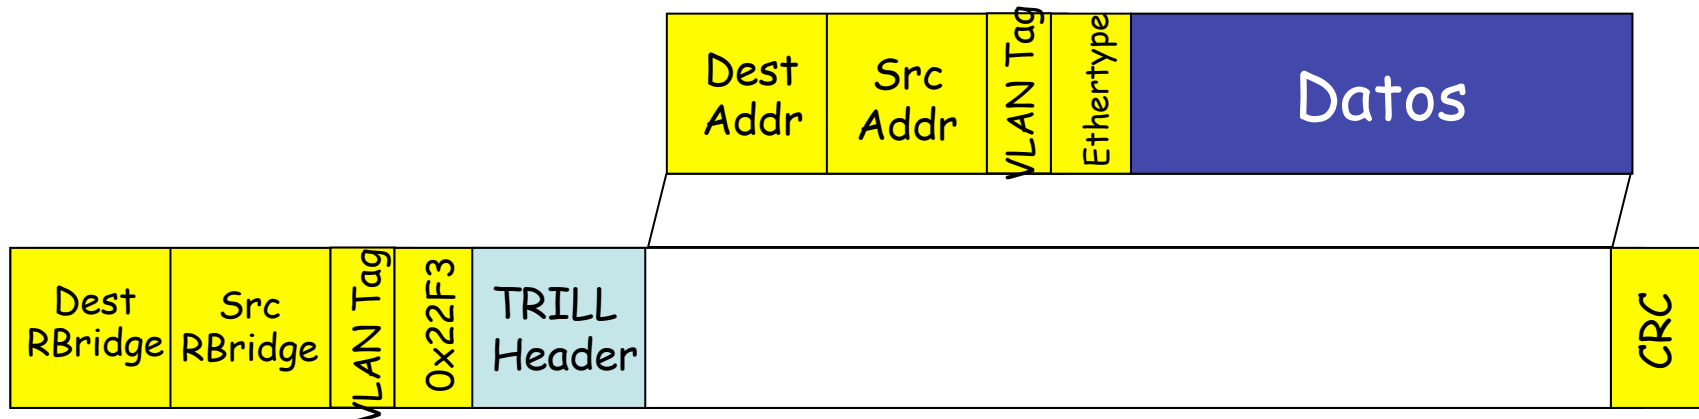 Dest
Addr
Src
Addr
VLAN Tag
Ethertype
Datos
Dest
RBridge
Src
RBridge
VLAN Tag
0x22F3
TRILL
Header
CRC